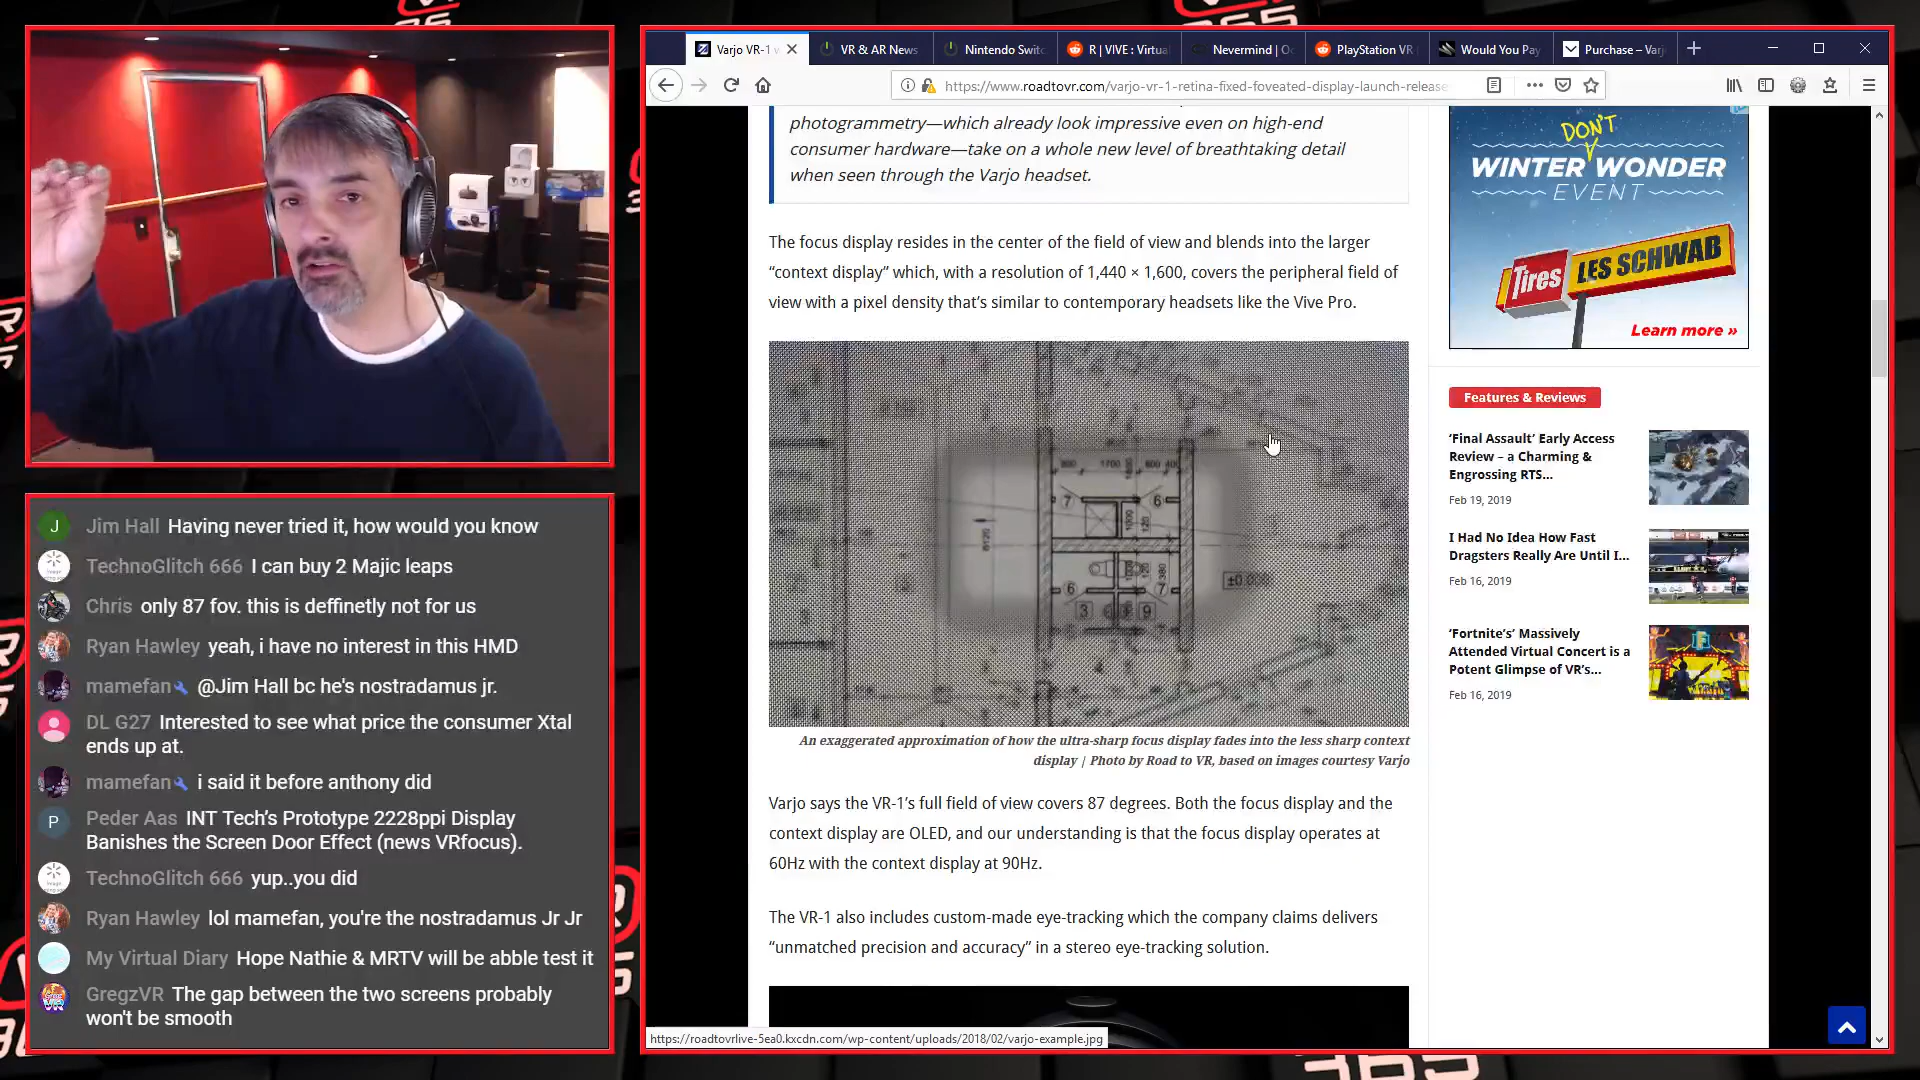 Varjo VR-1 w
VR & AR News
Nintendo Swit
R | VIVE : Virtua
Nevermind | O
PlayStation VR
Would You Pay
Purchase – Varj
https://www.roadtovr.com/varjo-vr-1-retina-fixed-foveated-display-launch-release
photogrammetry—which already look impressive even on high-end
consumer hardware—take on a whole new level of breathtaking detail
when seen through the Varjo headset.
The focus display resides in the center of the field of view and blends into the larger
“context display” which, with a resolution of 1,440 × 1,600, covers the peripheral field of
view with a pixel density that’s similar to contemporary headsets like the Vive Pro.
An exaggerated approximation of how the ultra-sharp focus display fades into the less sharp context
display | Photo by Road to VR, based on images courtesy Varjo
Varjo says the VR-1’s full field of view covers 87 degrees. Both the focus display and the
context display are OLED, and our understanding is that the focus display operates at
60Hz with the context display at 90Hz.
The VR-1 also includes custom-made eye-tracking which the company claims delivers
“unmatched precision and accuracy” in a stereo eye-tracking solution.
https://roadtovrlive-5ea0.kxcdn.com/wp-content/uploads/2018/02/varjo-example.jpg
DON'T
WINTER WONDER
EVENT
Tires LES SCHWAB
Learn more »
Features & Reviews
‘Final Assault’ Early Access
Review – a Charming &
Engrossing RTS...
Feb 19, 2019
I Had No Idea How Fast
Dragsters Really Are Until I...
Feb 16, 2019
‘Fortnite’s’ Massively
Attended Virtual Concert is a
Potent Glimpse of VR’s...
Feb 16, 2019
J Jim Hall Having never tried it, how would you know
TechnoGlitch 666 I can buy 2 Majic leaps
Chris only 87 fov. this is deffinetly not for us
Ryan Hawley yeah, i have no interest in this HMD
mamefan @Jim Hall bc he's nostradamus jr.
DL G27 Interested to see what price the consumer Xtal
ends up at.
mamefan i said it before anthony did
P Peder Aas INT Tech’s Prototype 2228ppi Display
Banishes the Screen Door Effect (news VRfocus).
TechnoGlitch 666 yup..you did
Ryan Hawley lol mamefan, you're the nostradamus Jr Jr
My Virtual Diary Hope Nathie & MRTV will be abble test it
GregzVR The gap between the two screens probably
won't be smooth